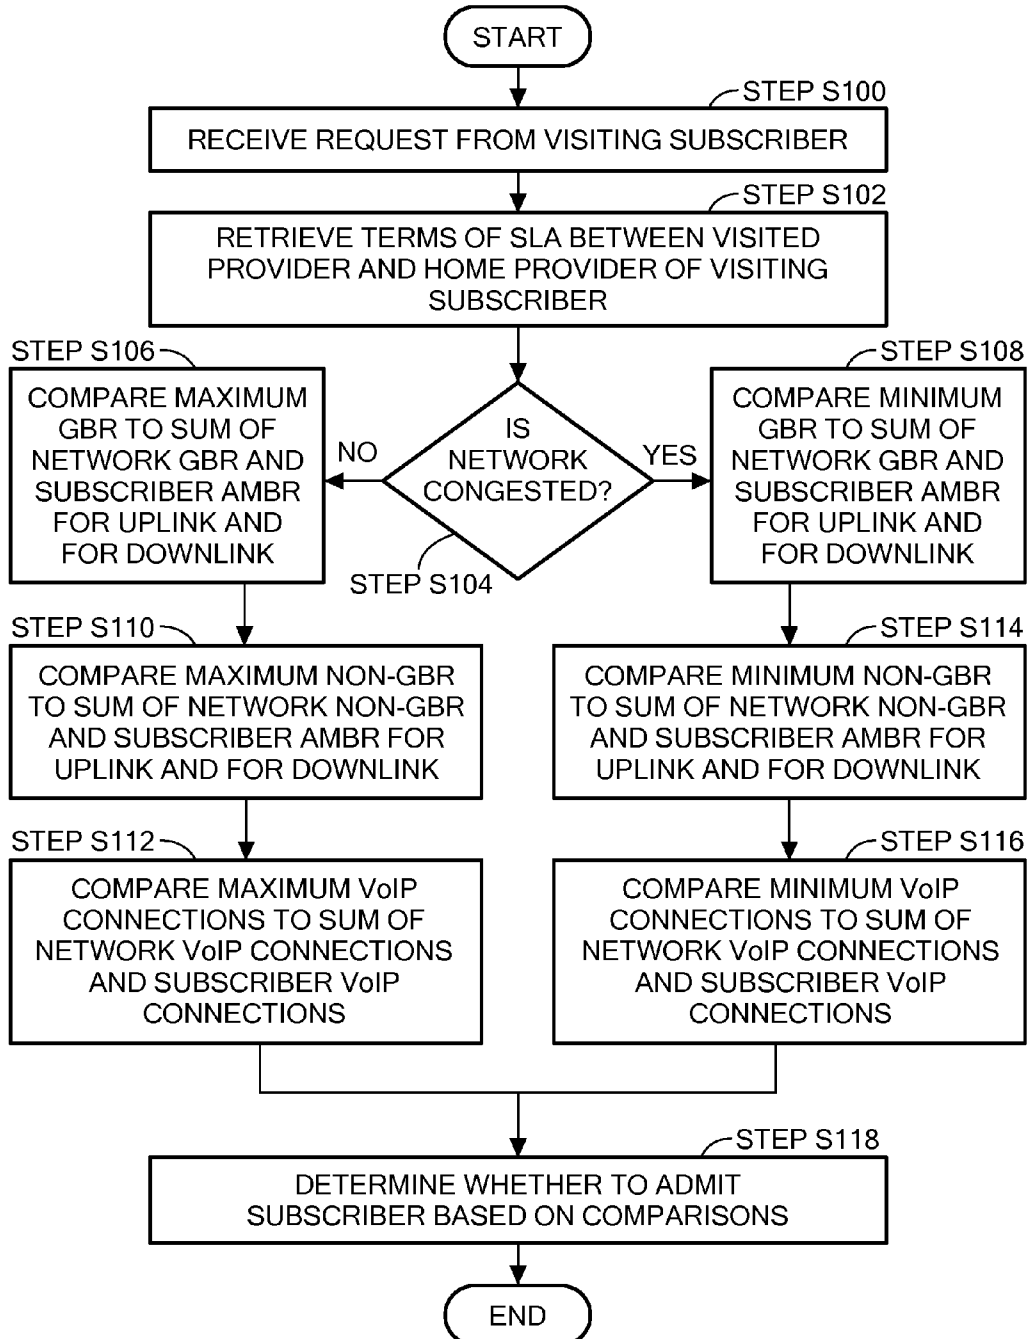 START
STEP S100
RECEIVE REQUEST FROM VISITING SUBSCRIBER
STEP S102
RETRIEVE TERMS OF SLA BETWEEN VISITED
PROVIDER AND HOME PROVIDER OF VISITING
SUBSCRIBER
STEP S106
COMPARE MAXIMUM
GBR TO SUM OF
NETWORK GBR AND
SUBSCRIBER AMBR
FOR UPLINK AND
FOR DOWNLINK
NO
IS
NETWORK
CONGESTED?
YES
STEP S104
STEP S108
COMPARE MINIMUM
GBR TO SUM OF
NETWORK GBR AND
SUBSCRIBER AMBR
FOR UPLINK AND
FOR DOWNLINK
STEP S110
COMPARE MAXIMUM NON-GBR
TO SUM OF NETWORK NON-GBR
AND SUBSCRIBER AMBR FOR
UPLINK AND FOR DOWNLINK
STEP S114
COMPARE MINIMUM NON-GBR
TO SUM OF NETWORK NON-GBR
AND SUBSCRIBER AMBR FOR
UPLINK AND FOR DOWNLINK
STEP S112
COMPARE MAXIMUM VoIP
CONNECTIONS TO SUM OF
NETWORK VoIP CONNECTIONS
AND SUBSCRIBER VoIP
CONNECTIONS
STEP S116
COMPARE MINIMUM VoIP
CONNECTIONS TO SUM OF
NETWORK VoIP CONNECTIONS
AND SUBSCRIBER VoIP
CONNECTIONS
STEP S118
DETERMINE WHETHER TO ADMIT
SUBSCRIBER BASED ON COMPARISONS
END